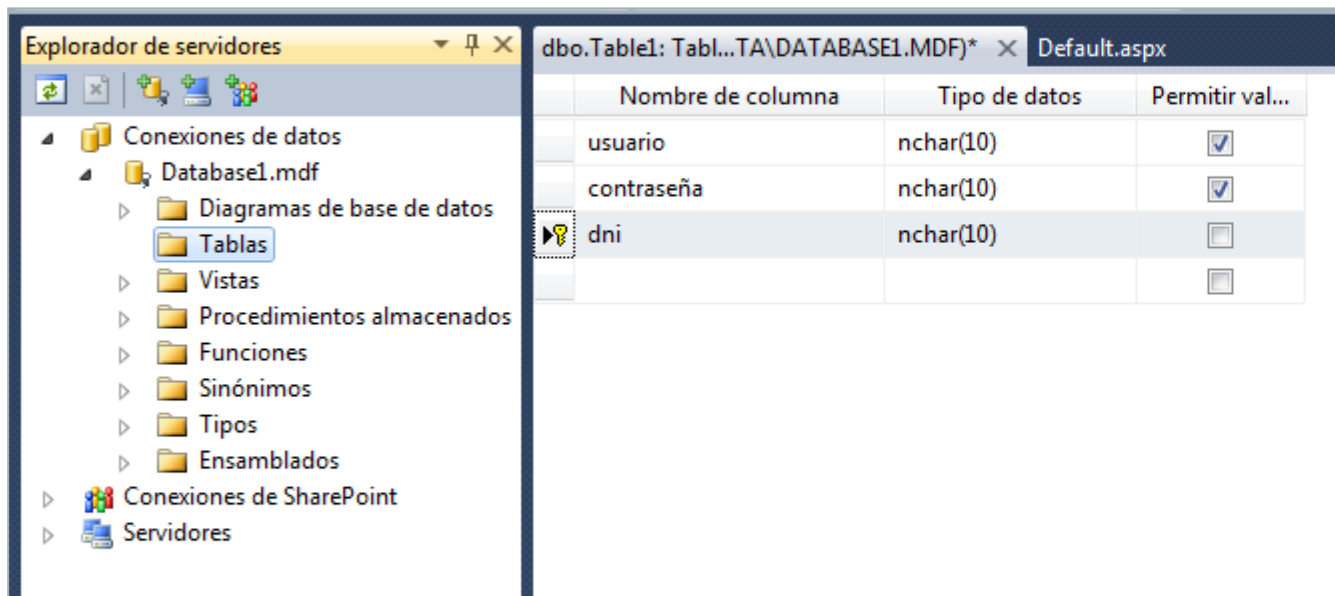 Explorador de servidores
Conexiones de datos
Database1.mdf
Diagramas de base de datos
Tablas
Vistas
Procedimientos almacenados
Funciones
Sinónimos
Tipos
Ensamblados
Conexiones de SharePoint
Servidores
dbo.Table1: Tabl...TA\DATABASE1.MDF)* Default.aspx
Nombre de columna Tipo de datos Permitir val...
usuario nchar(10)
contraseña nchar(10)
dni nchar(10)